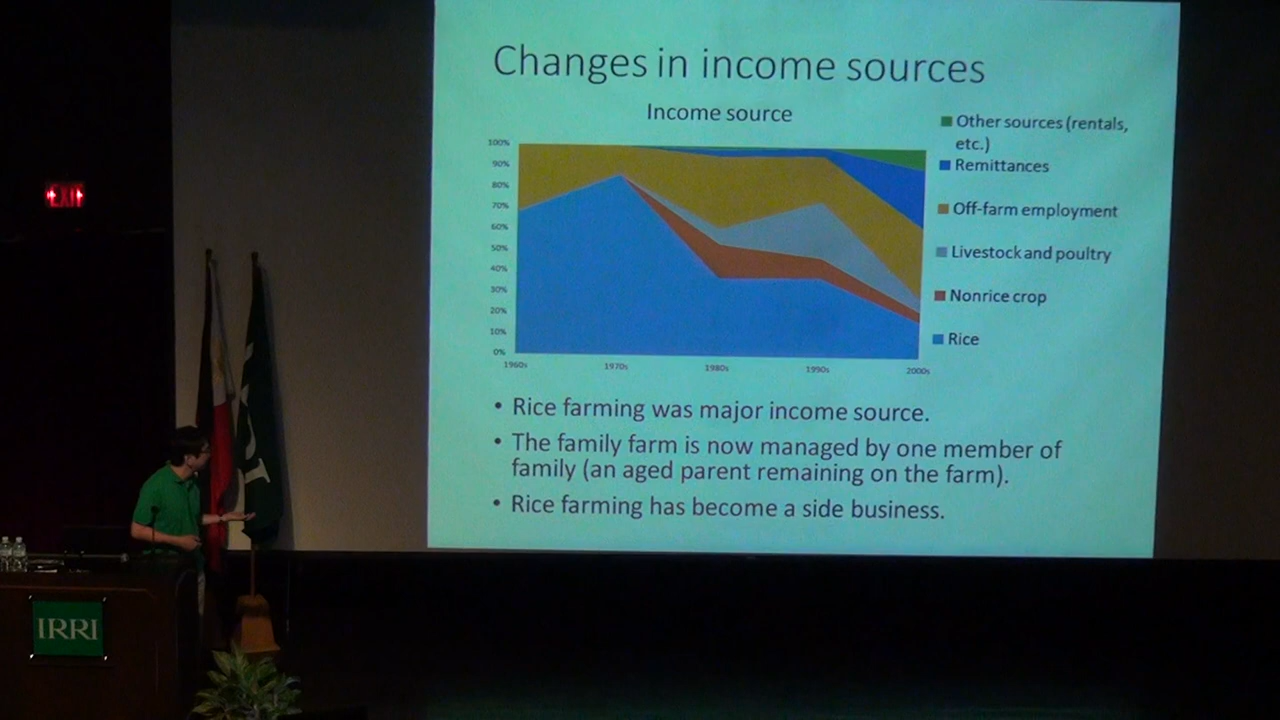 Changes in income sources
Income source
100%
90%
80%
70%
60%
50%
40%
30%
20%
10%
0%
1960s 1970s 1980s 1990s 2000s
Other sources (rentals,
etc.)
Remittances
Off-farm employment
Livestock and poultry
Nonrice crop
Rice
• Rice farming was major income source.
• The family farm is now managed by one member of
family (an aged parent remaining on the farm).
• Rice farming has become a side business.
EXIT
IRRI